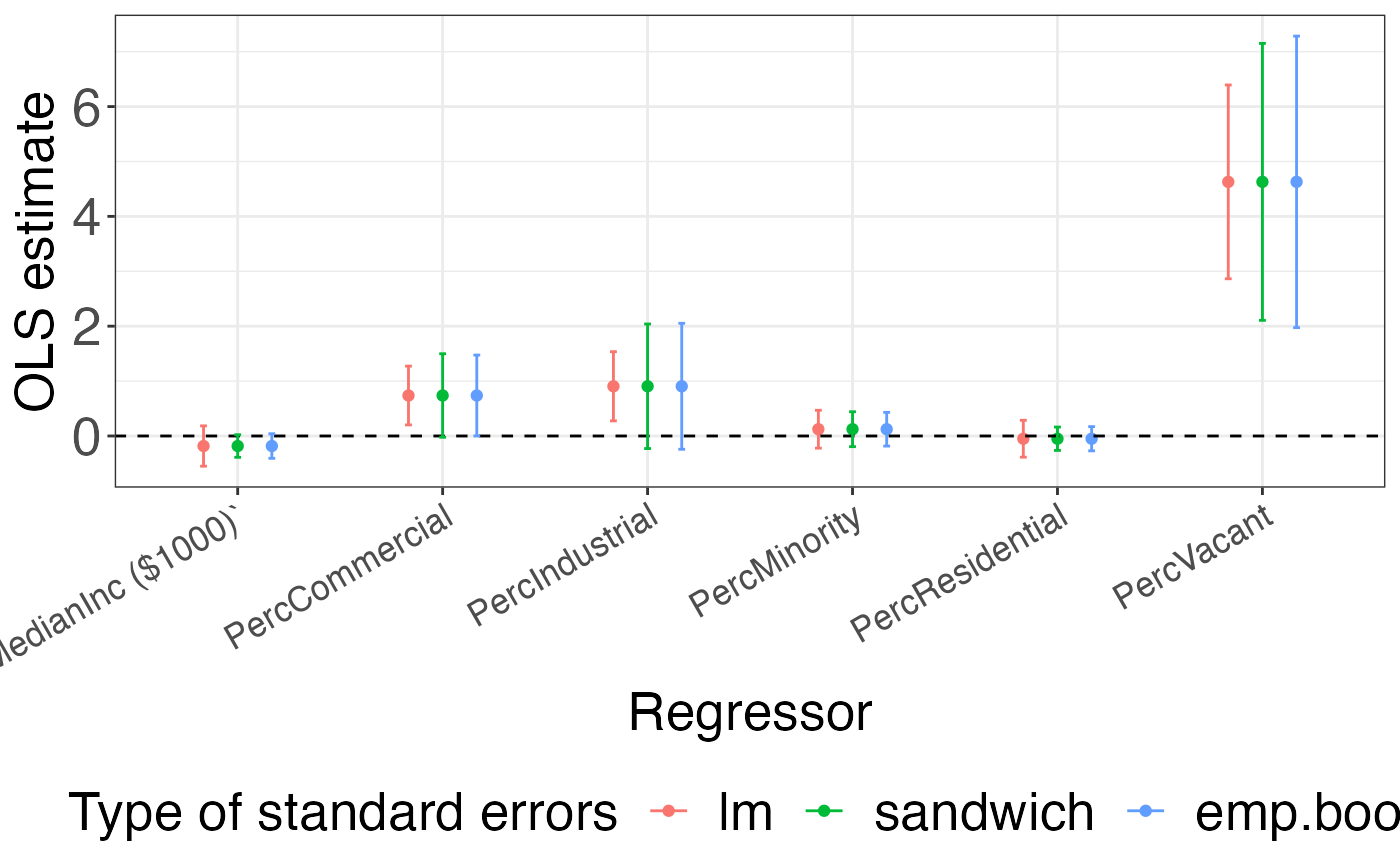 OLS estimate
6
4
2
0
MedianInc ($1000)`
PercCommercial
PercIndustrial
PercMinority
PercResidential
PercVacant
Regressor
Type of standard errors lm sandwich emp.boo